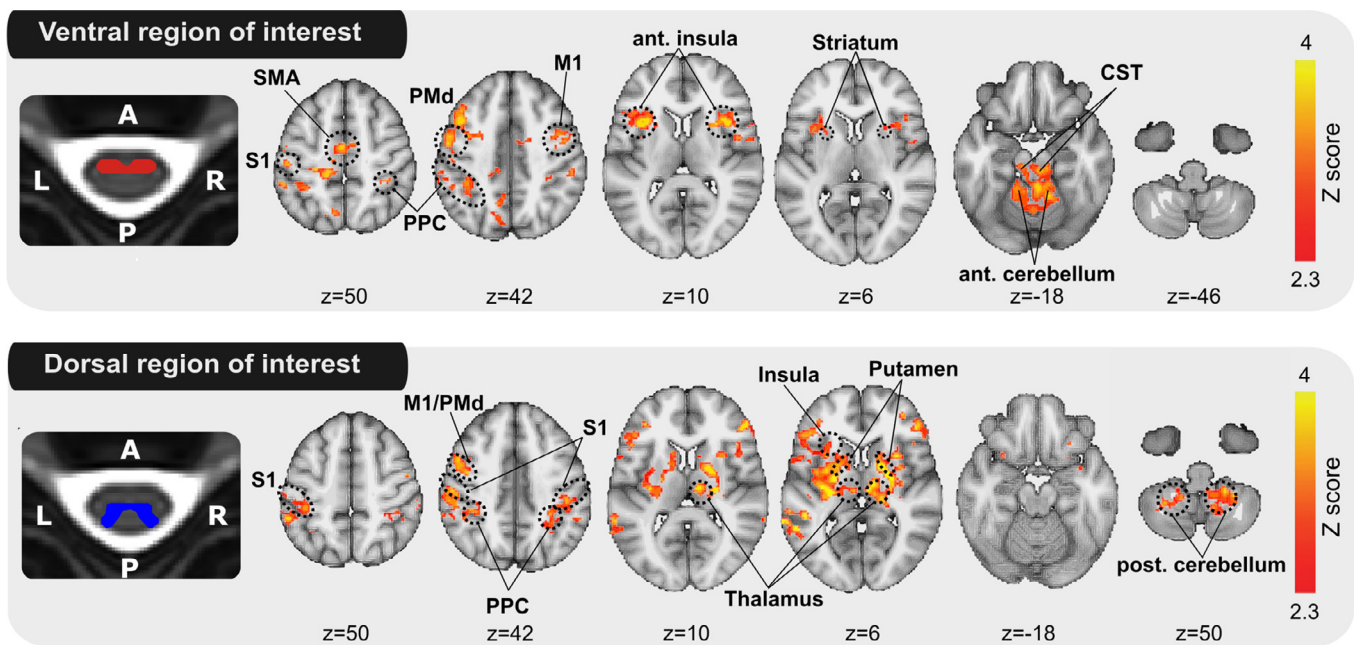 Ventral region of interest
SMA
PMd
M1
ant. insula
Striatum
CST
4
A
S1
L
R
P
PPC
ant. cerebellum
Z score
2.3
z=50
z=42
z=10
z=6
z=-18
z=-46
Dorsal region of interest
M1/PMd
S1
Insula
Putamen
4
A
S1
L
R
P
PPC
Thalamus
post. cerebellum
Z score
2.3
z=50
z=42
z=10
z=6
z=-18
z=50